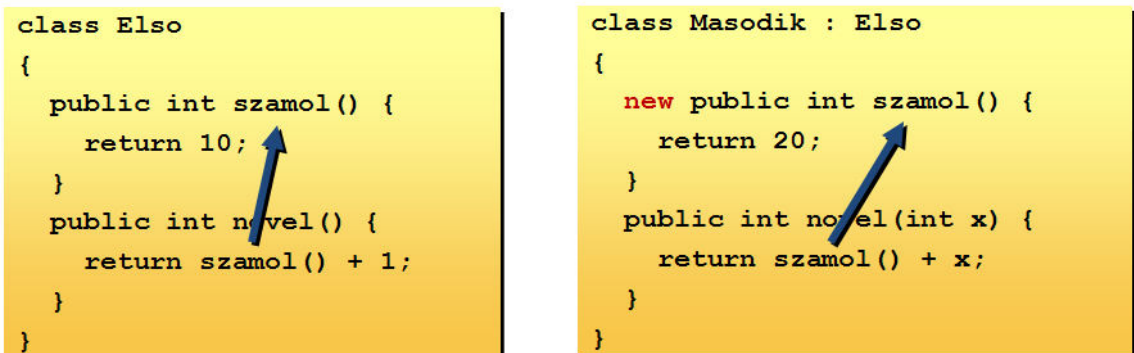 class Elso
{
public int szamol() {
return 10;
}
public int novel() {
return szamol() + 1;
}
}
class Masodik : Elso
{
new public int szamol() {
return 20;
}
public int novel(int x) {
return szamol() + x;
}
}